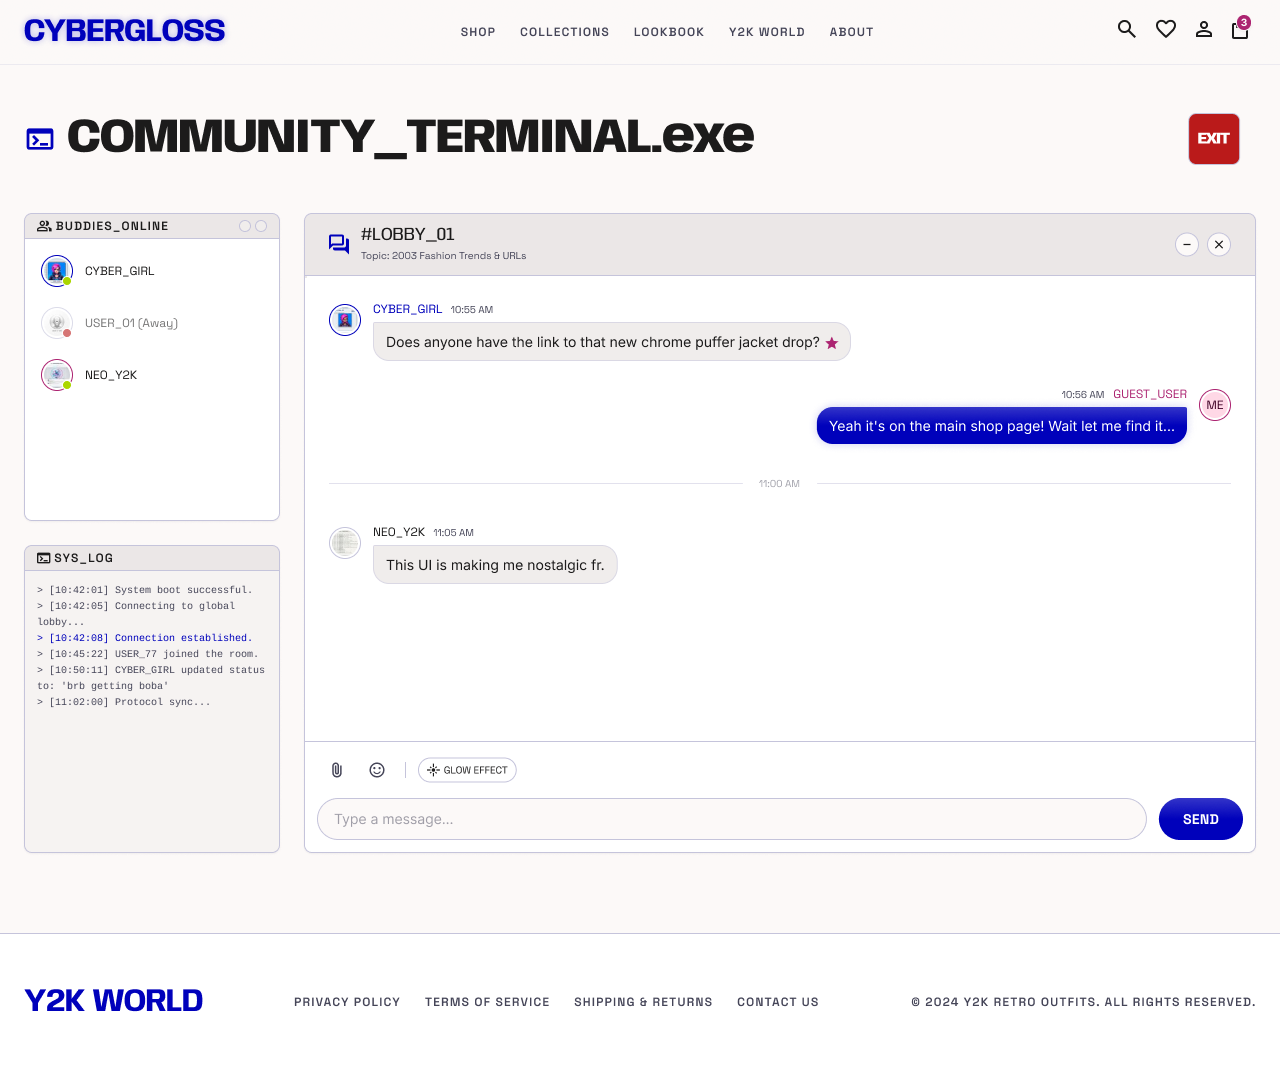 CYBERGLOSS
SHOP COLLECTIONS LOOKBOOK Y2K WORLD ABOUT
3
COMMUNITY_TERMINAL.exe
EXIT
BUDDIES_ONLINE
CYBER_GIRL
USER_01 (Away)
NEO_Y2K
SYS_LOG
> [10:42:01] System boot successful.
> [10:42:05] Connecting to global
lobby...
> [10:42:08] Connection established.
> [10:45:22] USER_77 joined the room.
> [10:50:11] CYBER_GIRL updated status
to: 'brb getting boba'
> [11:02:00] Protocol sync...
#LOBBY_01
Topic: 2003 Fashion Trends & URLs
CYBER_GIRL 10:55 AM
Does anyone have the link to that new chrome puffer jacket drop?
10:56 AM GUEST_USER
ME
Yeah it's on the main shop page! Wait let me find it...
11:00 AM
NEO_Y2K 11:05 AM
This UI is making me nostalgic fr.
GLOW EFFECT
Type a message...
SEND
Y2K WORLD
PRIVACY POLICY TERMS OF SERVICE SHIPPING & RETURNS CONTACT US
© 2024 Y2K RETRO OUTFITS. ALL RIGHTS RESERVED.